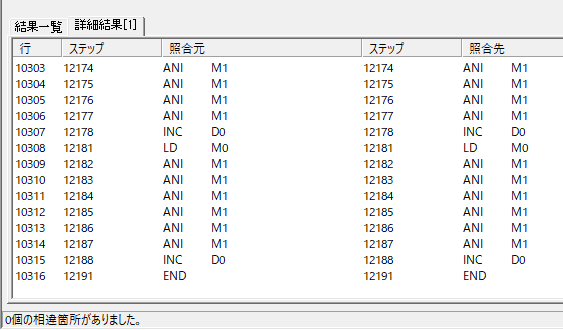 結果一覧 詳細結果[1]
行 ステップ 照合元 ステップ 照合先
10303 12174 ANI M1 12174 ANI M1
10304 12175 ANI M1 12175 ANI M1
10305 12176 ANI M1 12176 ANI M1
10306 12177 ANI M1 12177 ANI M1
10307 12178 INC D0 12178 INC D0
10308 12181 LD M0 12181 LD M0
10309 12182 ANI M1 12182 ANI M1
10310 12183 ANI M1 12183 ANI M1
10311 12184 ANI M1 12184 ANI M1
10312 12185 ANI M1 12185 ANI M1
10313 12186 ANI M1 12186 ANI M1
10314 12187 ANI M1 12187 ANI M1
10315 12188 INC D0 12188 INC D0
10316 12191 END 12191 END
0個の相違箇所がありました。